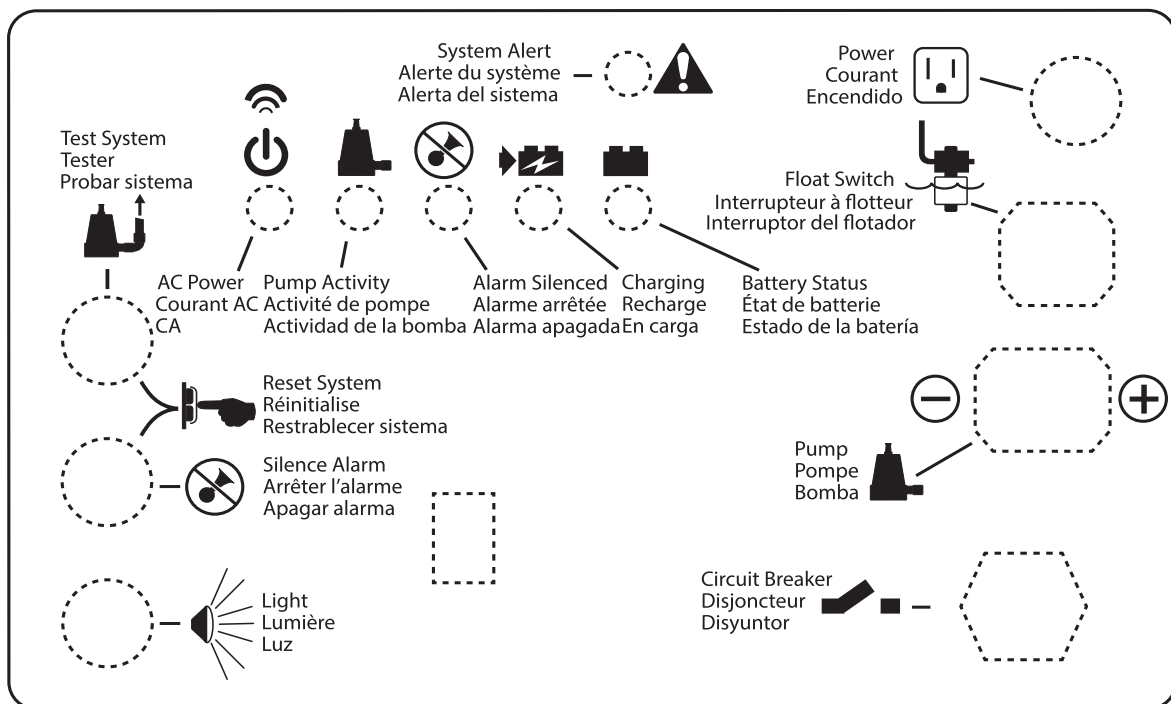 System Alert
Alerte du système
Alerta del sistema
Power
Courant
Encendido
Test System
Tester
Probar sistema
Float Switch
Interrupteur à flotteur
Interruptor del flotador
AC Power
Courant AC
CA
Pump Activity
Activité de pompe
Actividad de la bomba
Alarm Silenced
Alarme arrêtée
Alarma apagada
Charging
Recharge
En carga
Battery Status
État de batterie
Estado de la batería
Reset System
Réinitialise
Restrablecer sistema
Silence Alarm
Arrêter l'alarme
Apagar alarma
Pump
Pompe
Bomba
Circuit Breaker
Disjoncteur
Disyuntor
Light
Lumière
Luz